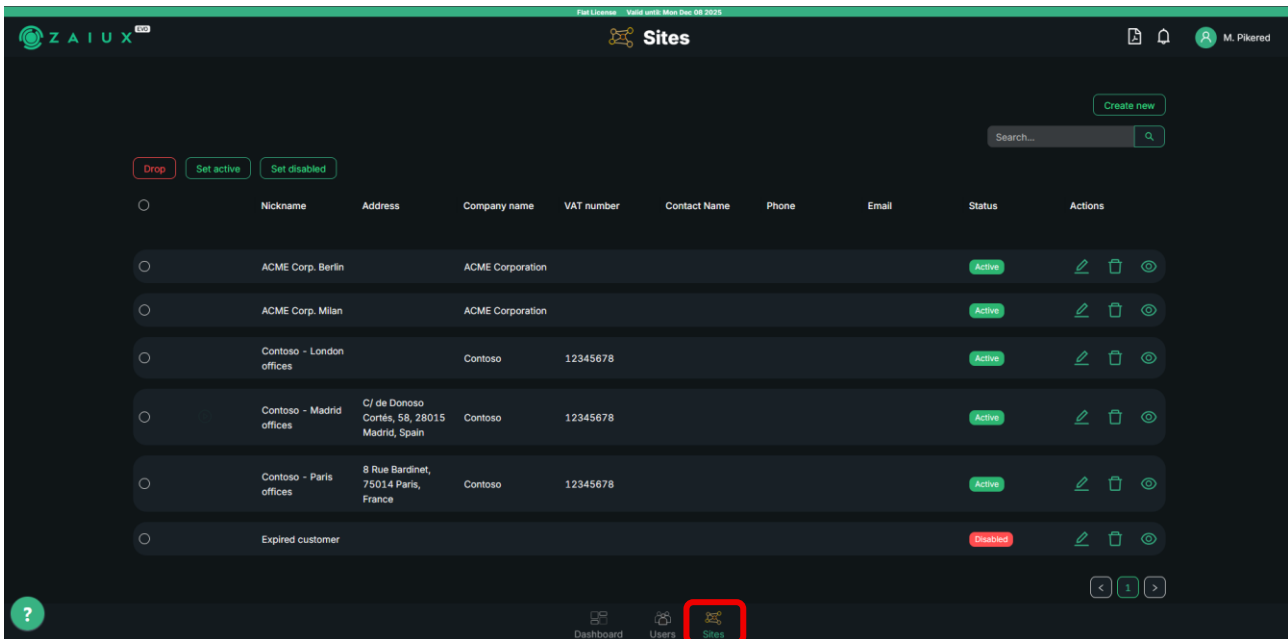 Flat License Valid until: Mon Dec 08 2025
ZAIUX EVO
Sites
M. Pikered
Create new
Search...
Drop Set active Set disabled
Nickname Address Company name VAT number Contact Name Phone Email Status Actions
ACME Corp. Berlin ACME Corporation Active
ACME Corp. Milan ACME Corporation Active
Contoso - London
offices
Contoso 12345678 Active
Contoso - Madrid
offices
C/ de Donoso
Cortés, 58, 28015
Madrid, Spain
Contoso 12345678 Active
Contoso - Paris
offices
8 Rue Bardinet,
75014 Paris,
France
Contoso 12345678 Active
Expired customer Disabled
< 1 >
?
Dashboard Users Sites